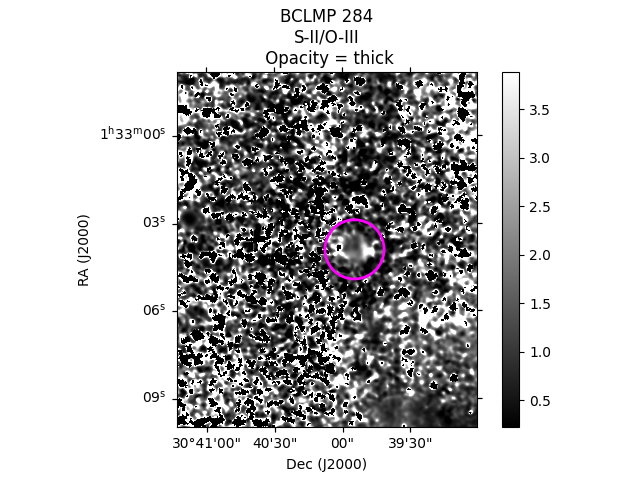 BCLMP 284
S-II/O-III
Opacity = thick
1ʰ33ᵐ00ˢ
03ˢ
06ˢ
09ˢ
RA (J2000)
30°41'00" 40'30" 00" 39'30"
Dec (J2000)
3.5
3.0
2.5
2.0
1.5
1.0
0.5